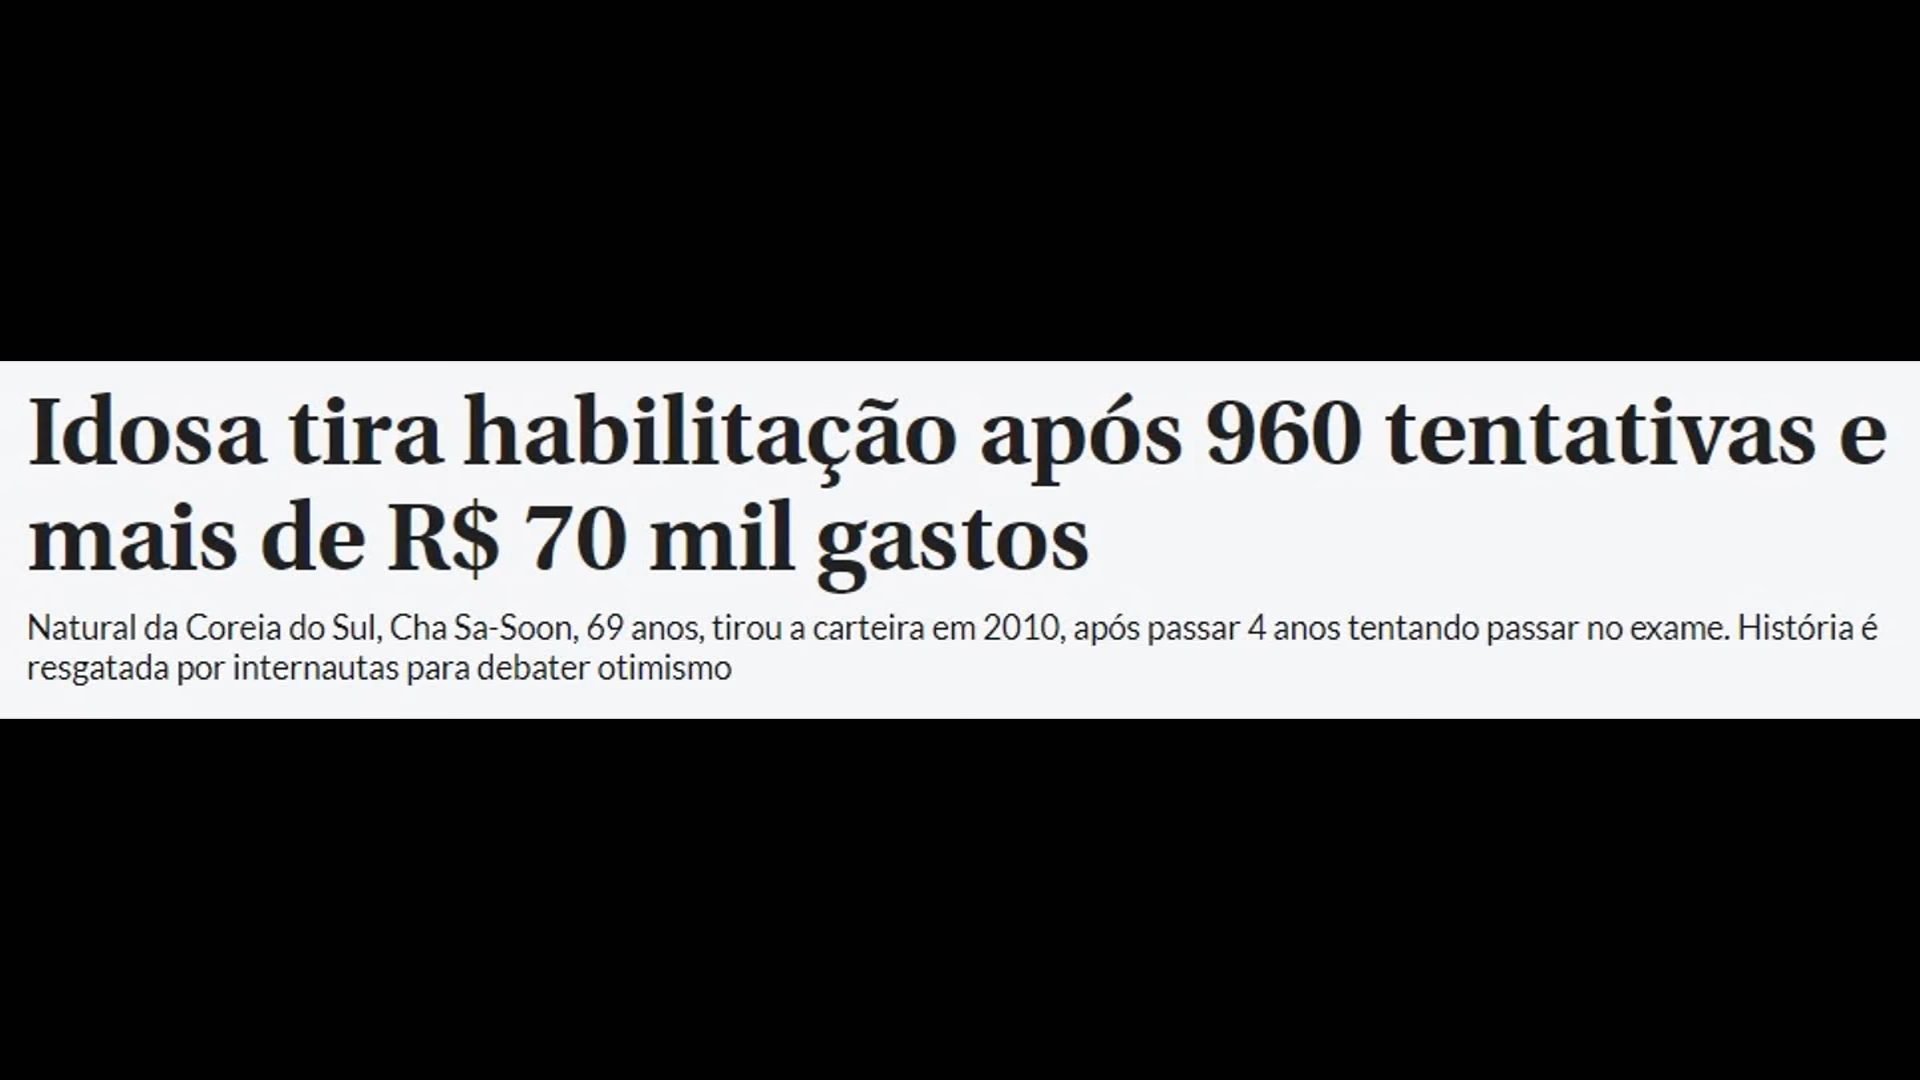 Idosa tira habilitação após 960 tentativas e
mais de R$ 70 mil gastos
Natural da Coreia do Sul, Cha Sa-Soon, 69 anos, tirou a carteira em 2010, após passar 4 anos tentando passar no exame. História é
resgatada por internautas para debater otimismo